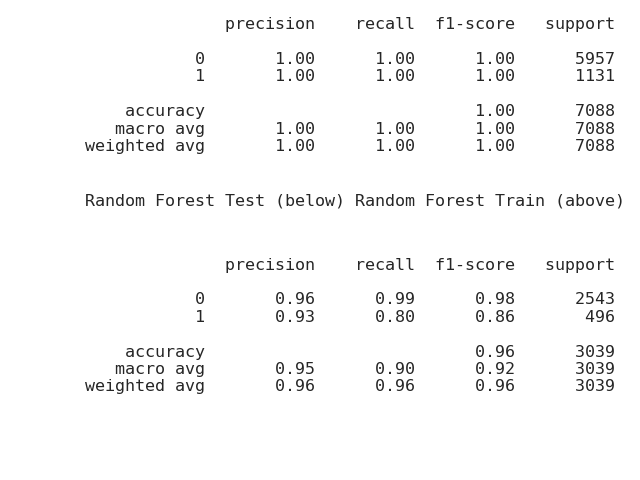 precision recall f1-score support
0 1.00 1.00 1.00 5957
1 1.00 1.00 1.00 1131
accuracy 1.00 7088
macro avg 1.00 1.00 1.00 7088
weighted avg 1.00 1.00 1.00 7088
Random Forest Test (below) Random Forest Train (above)
precision recall f1-score support
0 0.96 0.99 0.98 2543
1 0.93 0.80 0.86 496
accuracy 0.96 3039
macro avg 0.95 0.90 0.92 3039
weighted avg 0.96 0.96 0.96 3039